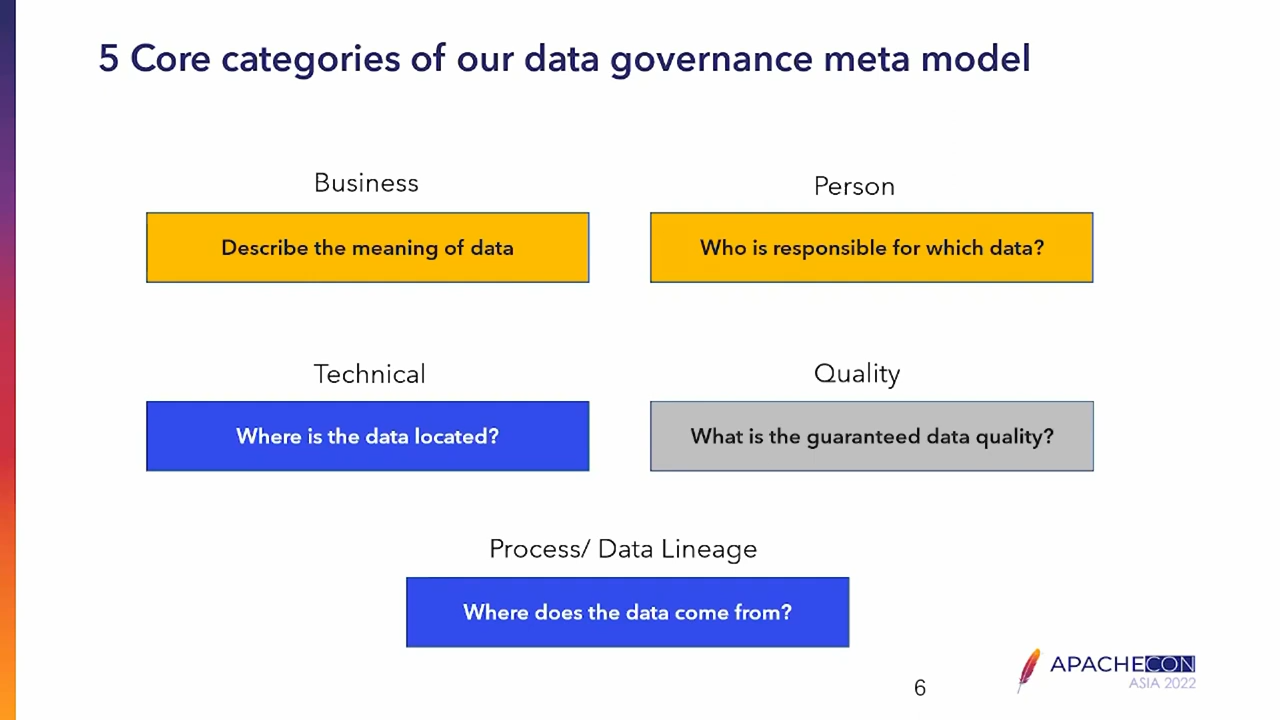 5 Core categories of our data governance meta model
Business
Describe the meaning of data
Person
Who is responsible for which data?
Technical
Where is the data located?
Quality
What is the guaranteed data quality?
Process/ Data Lineage
Where does the data come from?
6
APACHECON
ASIA 2022